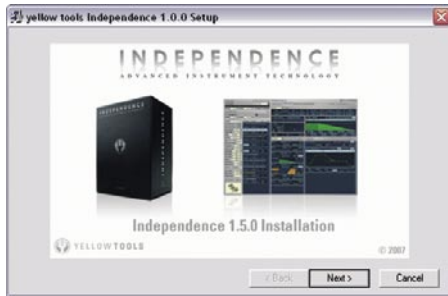 yellow tools Independence 1.0.0 Setup
INDEPENDENCE
ADVANCED INSTRUMENT TECHNOLOGY
INDEPENDENCE
Independence 1.5.0 Installation
YELLOW TOOLS
© 2007
< Back
Next >
Cancel